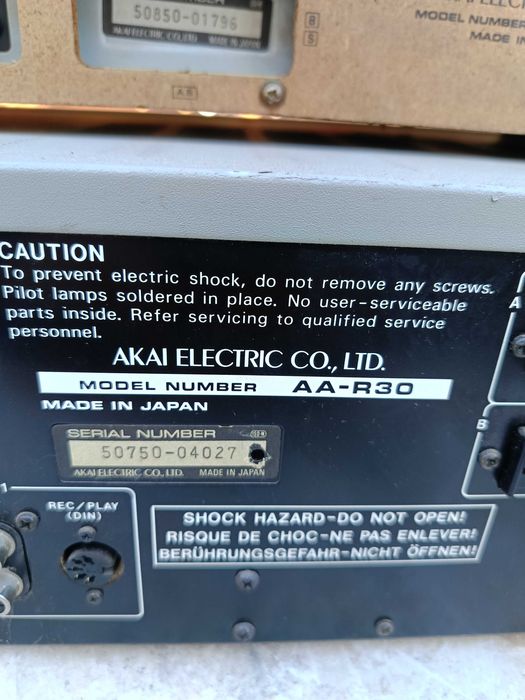 50850-01796
AKAI ELECTRIC CO., LTD. MADE IN JAPAN
B
S
MODEL NUMBER
MADE IN
AS
CAUTION
To prevent electric shock, do not remove any screws.
Pilot lamps soldered in place. No user-serviceable
parts inside. Refer servicing to qualified service
personnel.
A
AKAI ELECTRIC CO., LTD.
MODEL NUMBER AA-R30
MADE IN JAPAN
B
SERIAL NUMBER
50750-04027
AKAI ELECTRIC CO., LTD. MADE IN JAPAN
REC/PLAY
(DIN)
SHOCK HAZARD-DO NOT OPEN!
RISQUE DE CHOC-NE PAS ENLEVER!
BERÜHRUNGSGEFAHR-NICHT ÖFFNEN!